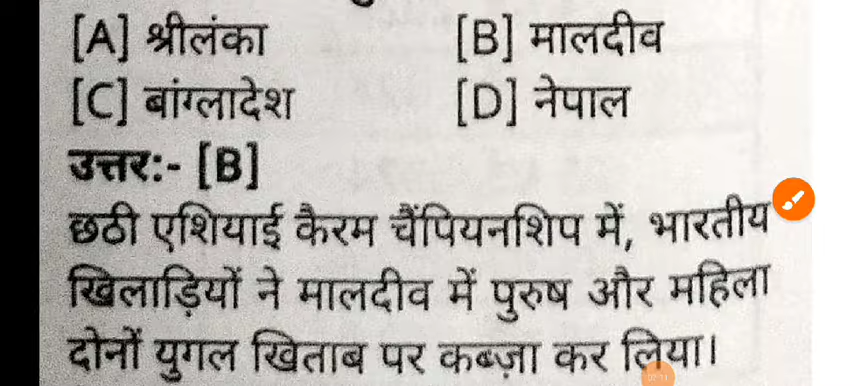 [A] श्रीलंका [B] मालदीव
[C] बांग्लादेश [D] नेपाल
उत्तर:- [B]
छठी एशियाई कैरम चैंपियनशिप में, भारतीय
खिलाड़ियों ने मालदीव में पुरुष और महिला
दोनों युगल खिताब पर कब्ज़ा कर लिया।